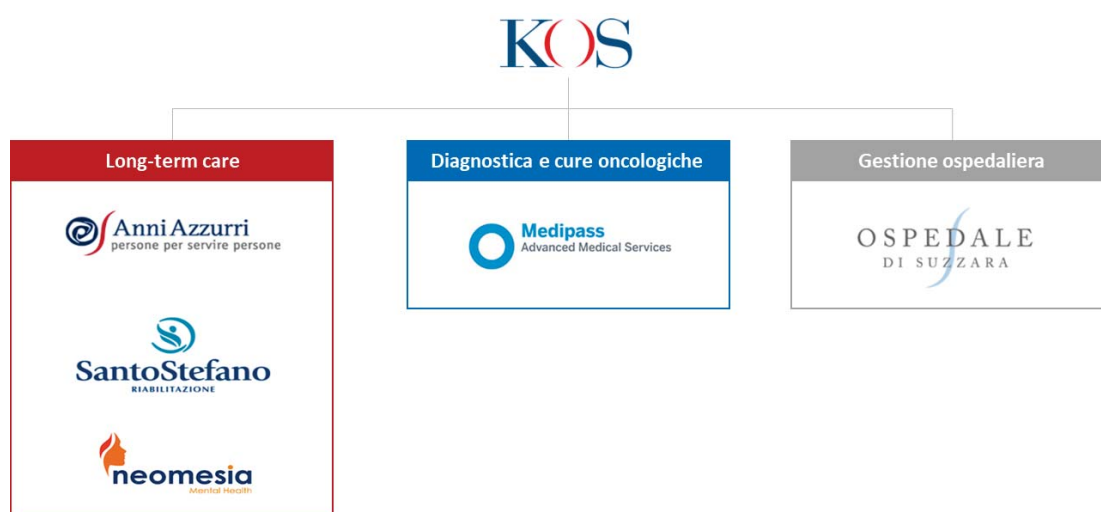 KOS
Long-term care
Anni Azzurri
persone per servire persone
SantoStefano
RIABILITAZIONE
neomesia
Mental Health
Diagnostica e cure oncologiche
Medipass
Advanced Medical Services
Gestione ospedaliera
OSPEDALE
DI SUZZARA